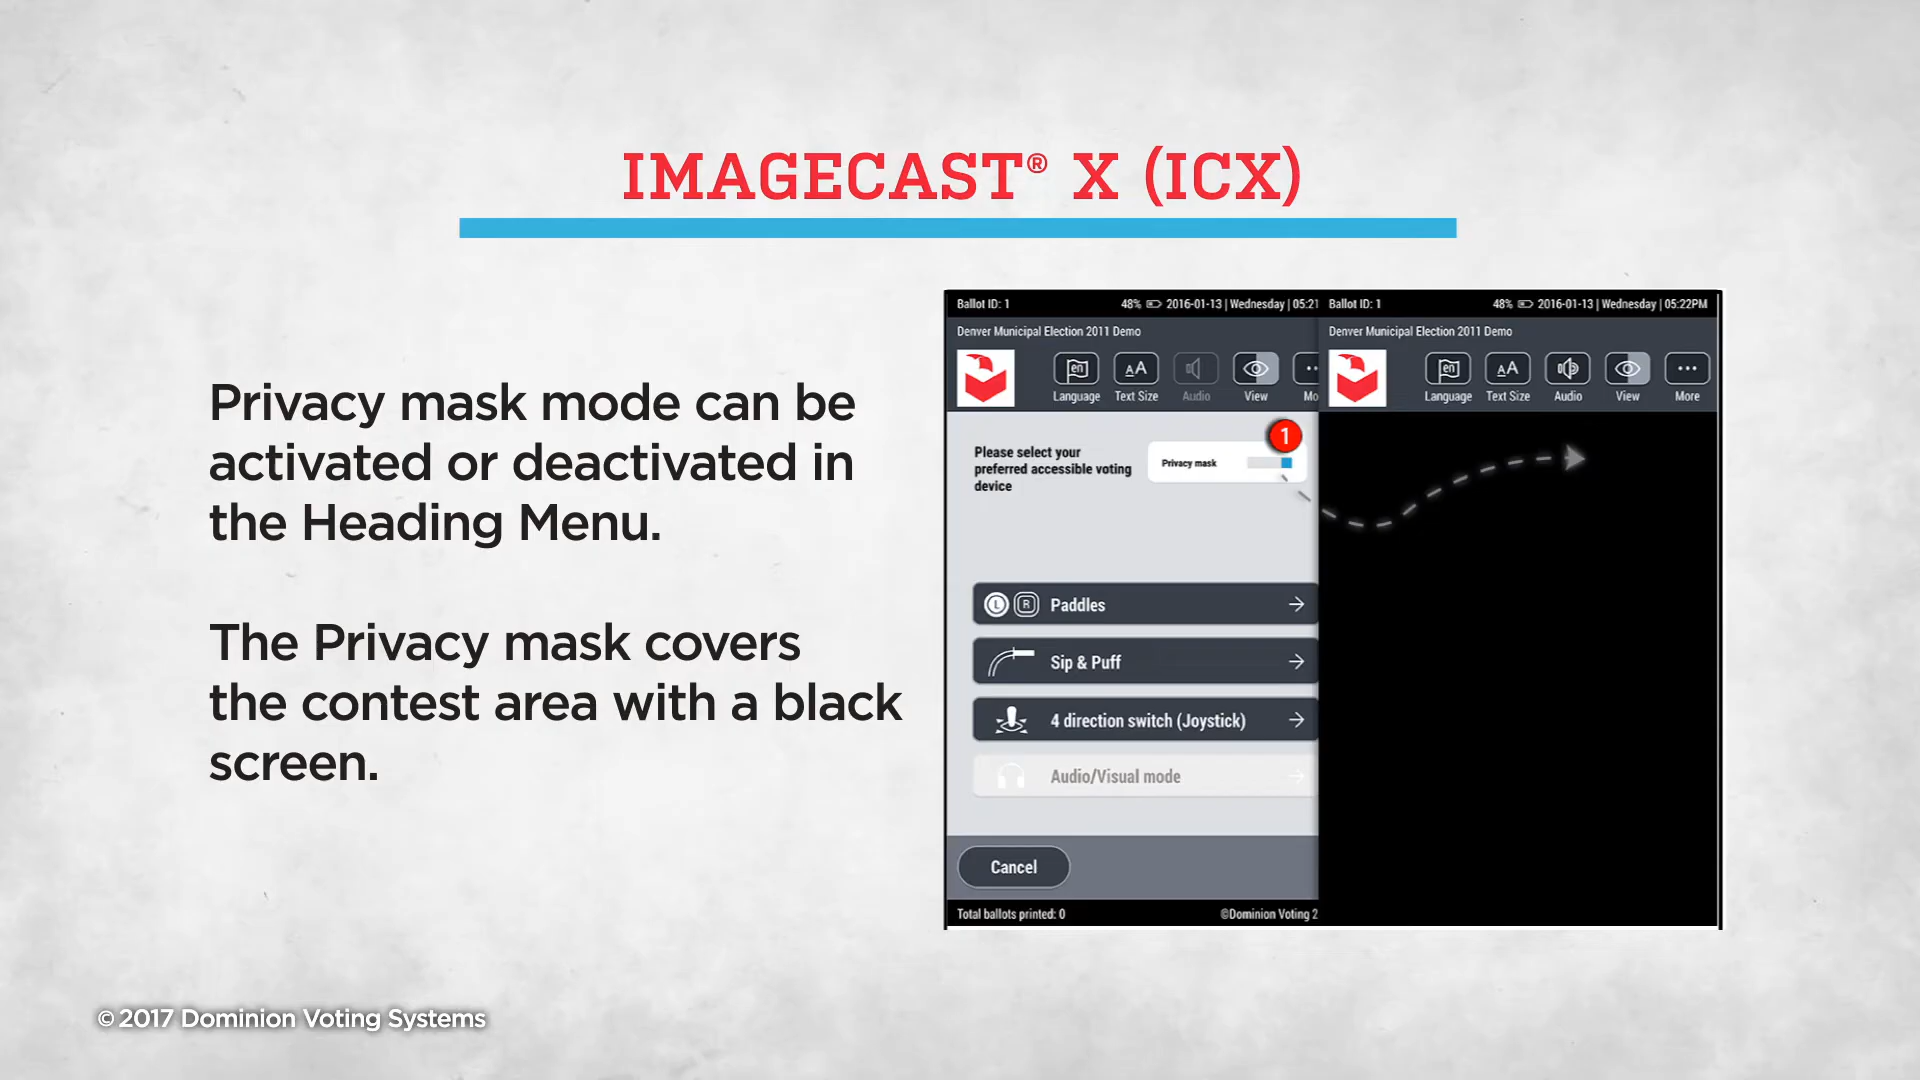 IMAGECAST® X (ICX)
Privacy mask mode can be
activated or deactivated in
the Heading Menu.
The Privacy mask covers
the contest area with a black
screen.
Ballot ID: 1
48% 2016-01-13 | Wednesday | 05:21
Denver Municipal Election 2011 Demo
en
AA
Language
Text Size
Audio
View
Mo
Please select your
preferred accessible voting
device
Privacy mask
1
L R Paddles
Sip & Puff
4 direction switch (Joystick)
Audio/Visual mode
Cancel
Total ballots printed: 0
©Dominion Voting 2
Ballot ID: 1
48% 2016-01-13 | Wednesday | 05:22PM
Denver Municipal Election 2011 Demo
en
AA
Language
Text Size
Audio
View
More
© 2017 Dominion Voting Systems